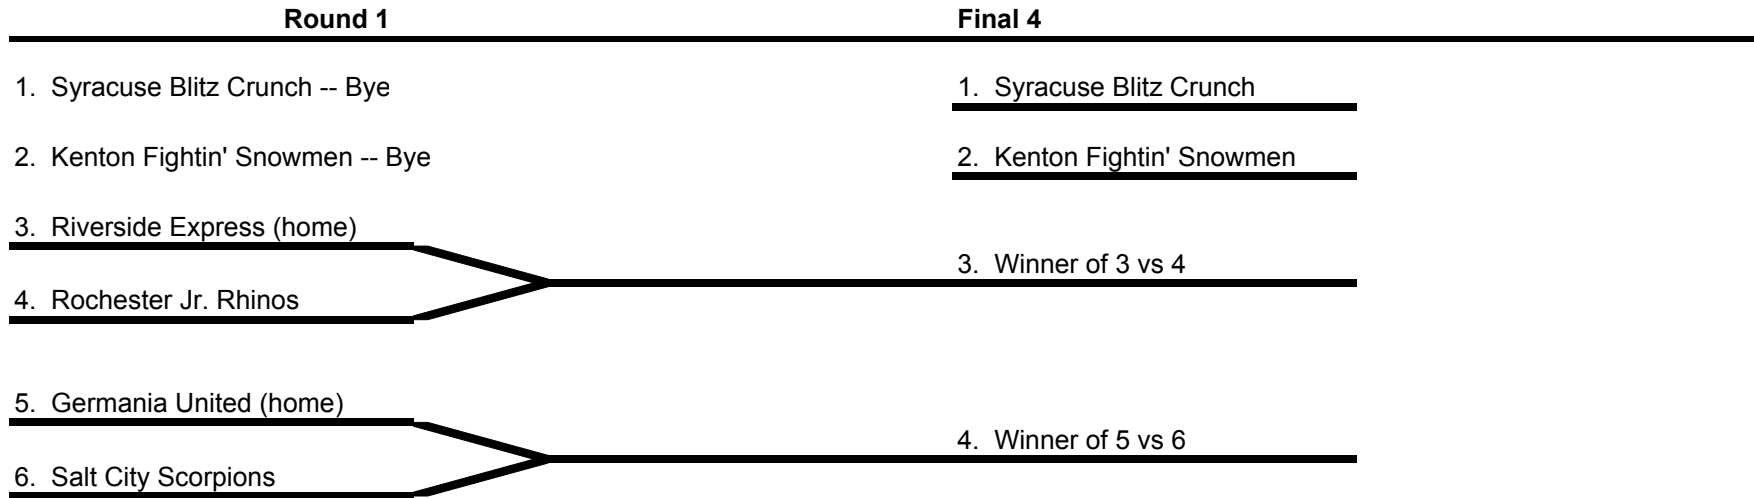 Round 1
Final 4
1. Syracuse Blitz Crunch -- Bye
1. Syracuse Blitz Crunch
2. Kenton Fightin' Snowmen -- Bye
2. Kenton Fightin' Snowmen
3. Riverside Express (home)
3. Winner of 3 vs 4
4. Rochester Jr. Rhinos
5. Germania United (home)
4. Winner of 5 vs 6
6. Salt City Scorpions